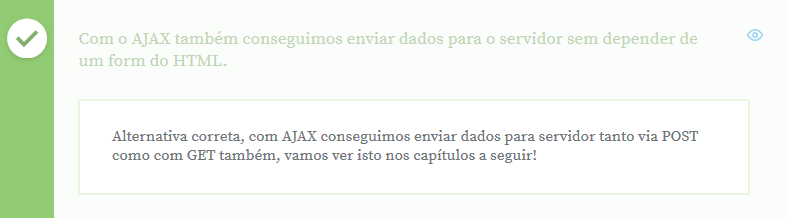 Com o AJAX também conseguimos enviar dados para o servidor sem depender de
um form do HTML.
Alternativa correta, com AJAX conseguimos enviar dados para servidor tanto via POST
como com GET também, vamos ver isto nos capítulos a seguir!